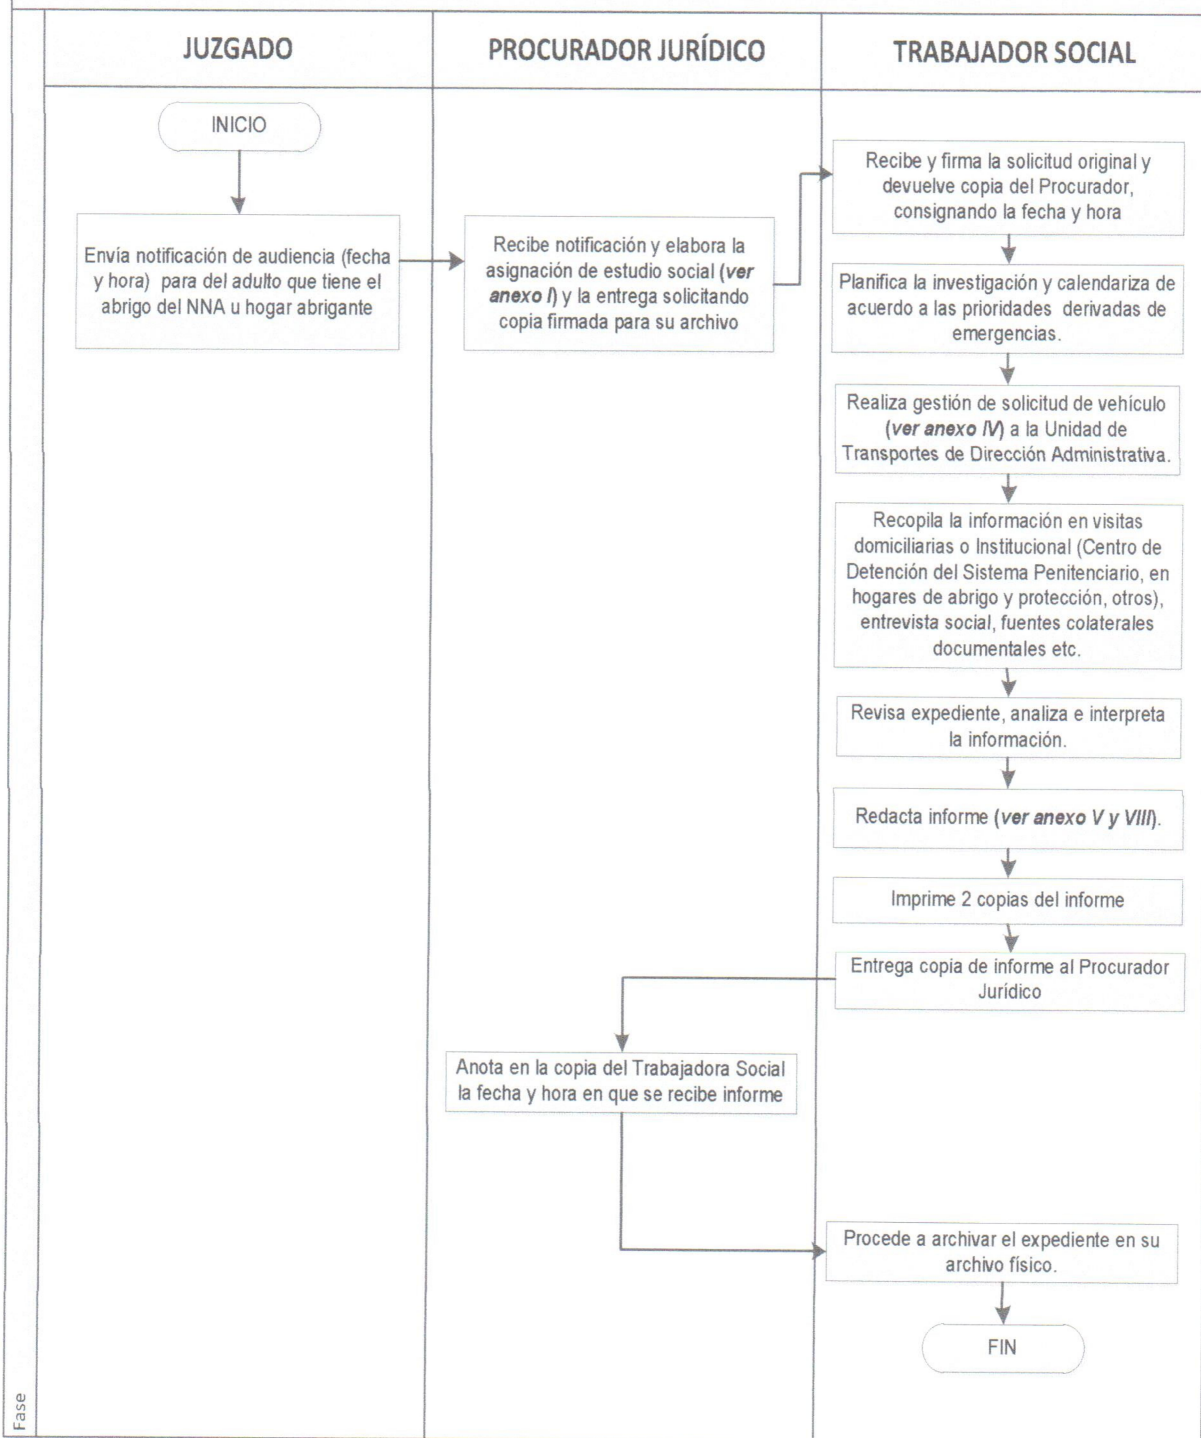 JUZGADO
PROCURADOR JURÍDICO
TRABAJADOR SOCIAL
INICIO
Envía notificación de audiencia (fecha
y hora) para del adulto que tiene el
abrigo del NNA u hogar abrigante
Recibe notificación y elabora la
asignación de estudio social (ver
anexo I) y la entrega solicitando
copia firmada para su archivo
Recibe y firma la solicitud original y
devuelve copia del Procurador,
consignando la fecha y hora
Planifica la investigación y calendariza de
acuerdo a las prioridades derivadas de
emergencias.
Realiza gestión de solicitud de vehículo
(ver anexo IV) a la Unidad de
Transportes de Dirección Administrativa.
Recopila la información en visitas
domiciliarias o Institucional (Centro de
Detención del Sistema Penitenciario, en
hogares de abrigo y protección, otros),
entrevista social, fuentes colaterales
documentales etc.
Revisa expediente, analiza e interpreta
la información.
Redacta informe (ver anexo V y VIII).
Imprime 2 copias del informe
Entrega copia de informe al Procurador
Jurídico
Anota en la copia del Trabajadora Social
la fecha y hora en que se recibe informe
Procede a archivar el expediente en su
archivo físico.
FIN
Fase